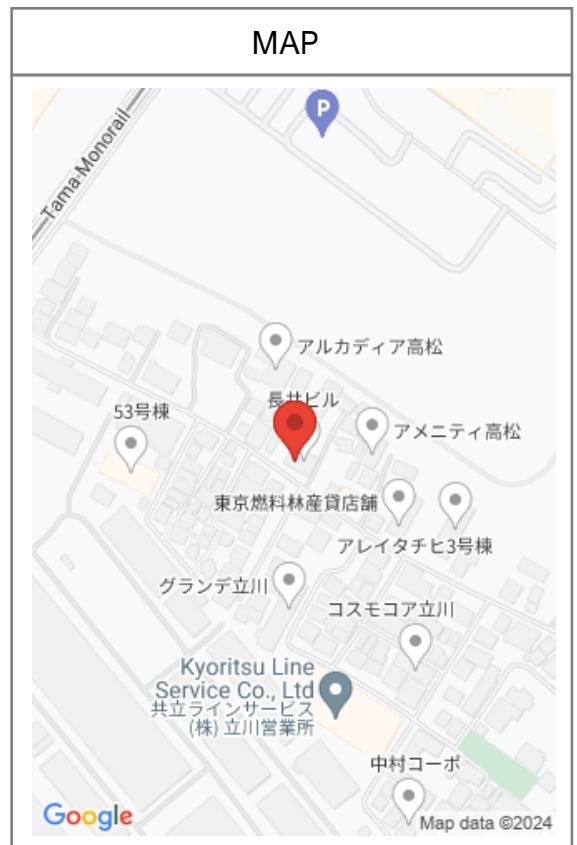 MAP
P
Tama-Monorail
アルカディア高松
長井ビル
53号棟
アメニティ高松
東京燃料林産貸店舗
アレイタチヒ3号棟
グランデ立川
コスモコア立川
Kyoritsu Line
Service Co., Ltd
共立ラインサービス
(株) 立川営業所
中村コーポ
Google
Map data ©2024